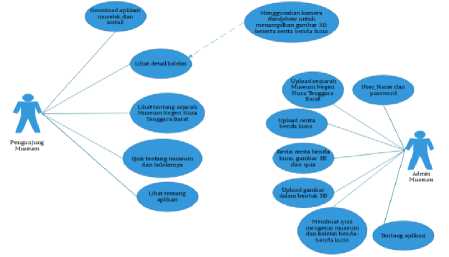 Download aplikasi
museum dan
install
Menggunakan kamera
Handphone untuk
menampilkan gambar 3D
beserta cerita benda kuno
Lihat detail koleksi
Lihat tentang sejarah
Museum Negeri Nusa
Tenggara Barat
Quiz tentang museum
dan koleksinya
Lihat tentang
aplikasi
Pengunjung
Museum
Upload sejarah
Museum Negeri
Nusa Tenggara
Barat
User Name dan
password
Upload cerita
benda kuno
cerita benda
kuno, gambar 3D
dan quiz
Upload gambar
dalam bentuk 3D
Membuat quiz
mengenai museum
dan koleksi benda-
benda kuno
Tentang aplikasi
Admin
Museum